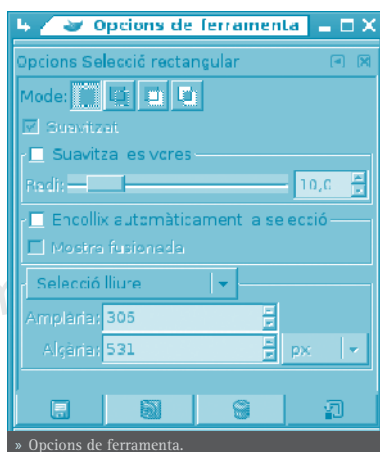 Opcions de ferramenta
Opcions Selecció rectangular
Mode:
Suavitzat
Suavitza les vores
Radi: 10,0
Encollix automàticament la selecció
Mostra fusionada
Selecció lliure
Amplària: 305
Alçària: 531 px
» Opcions de ferramenta.